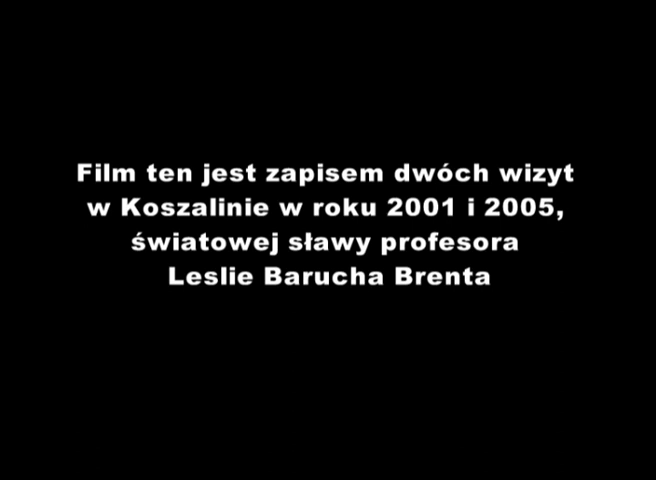 Film ten jest zapisem dwóch wizyt
w Koszalinie w roku 2001 i 2005,
światowej sławy profesora
Leslie Barucha Brenta